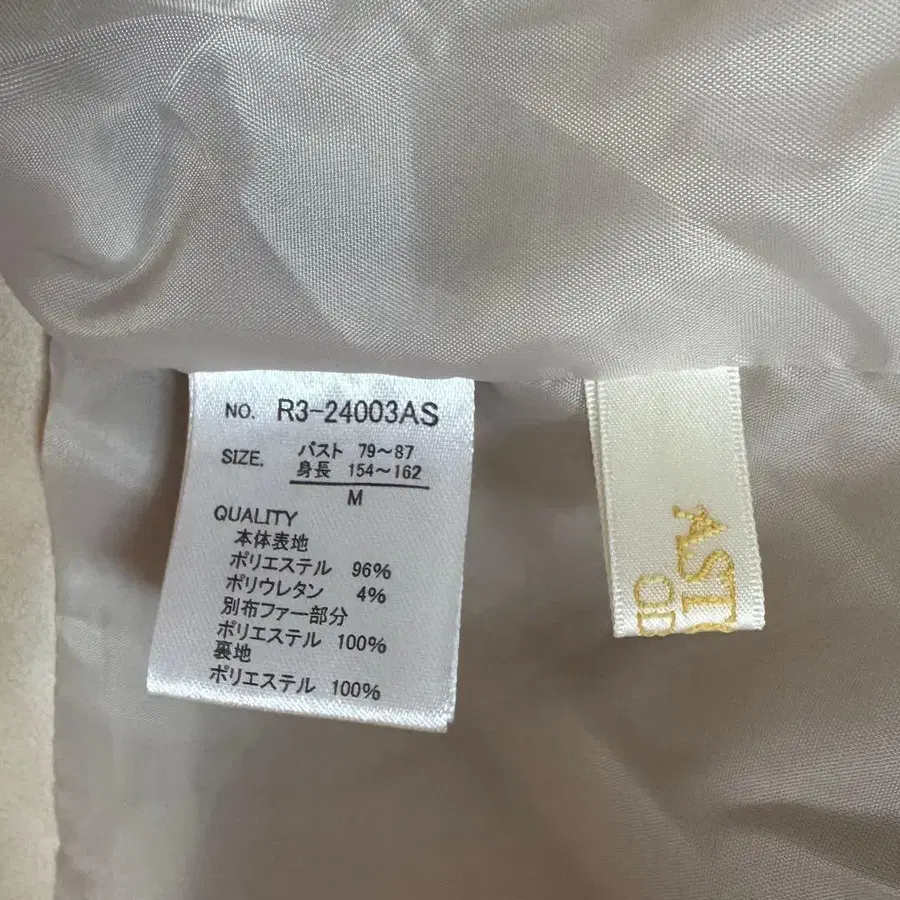 NO. R3-24003AS
SIZE. バスト 79～87
身長 154～162
M
QUALITY
本体表地
ポリエステル 96%
ポリウレタン 4%
別布ファー部分
ポリエステル 100%
裏地
ポリエステル 100%
AS